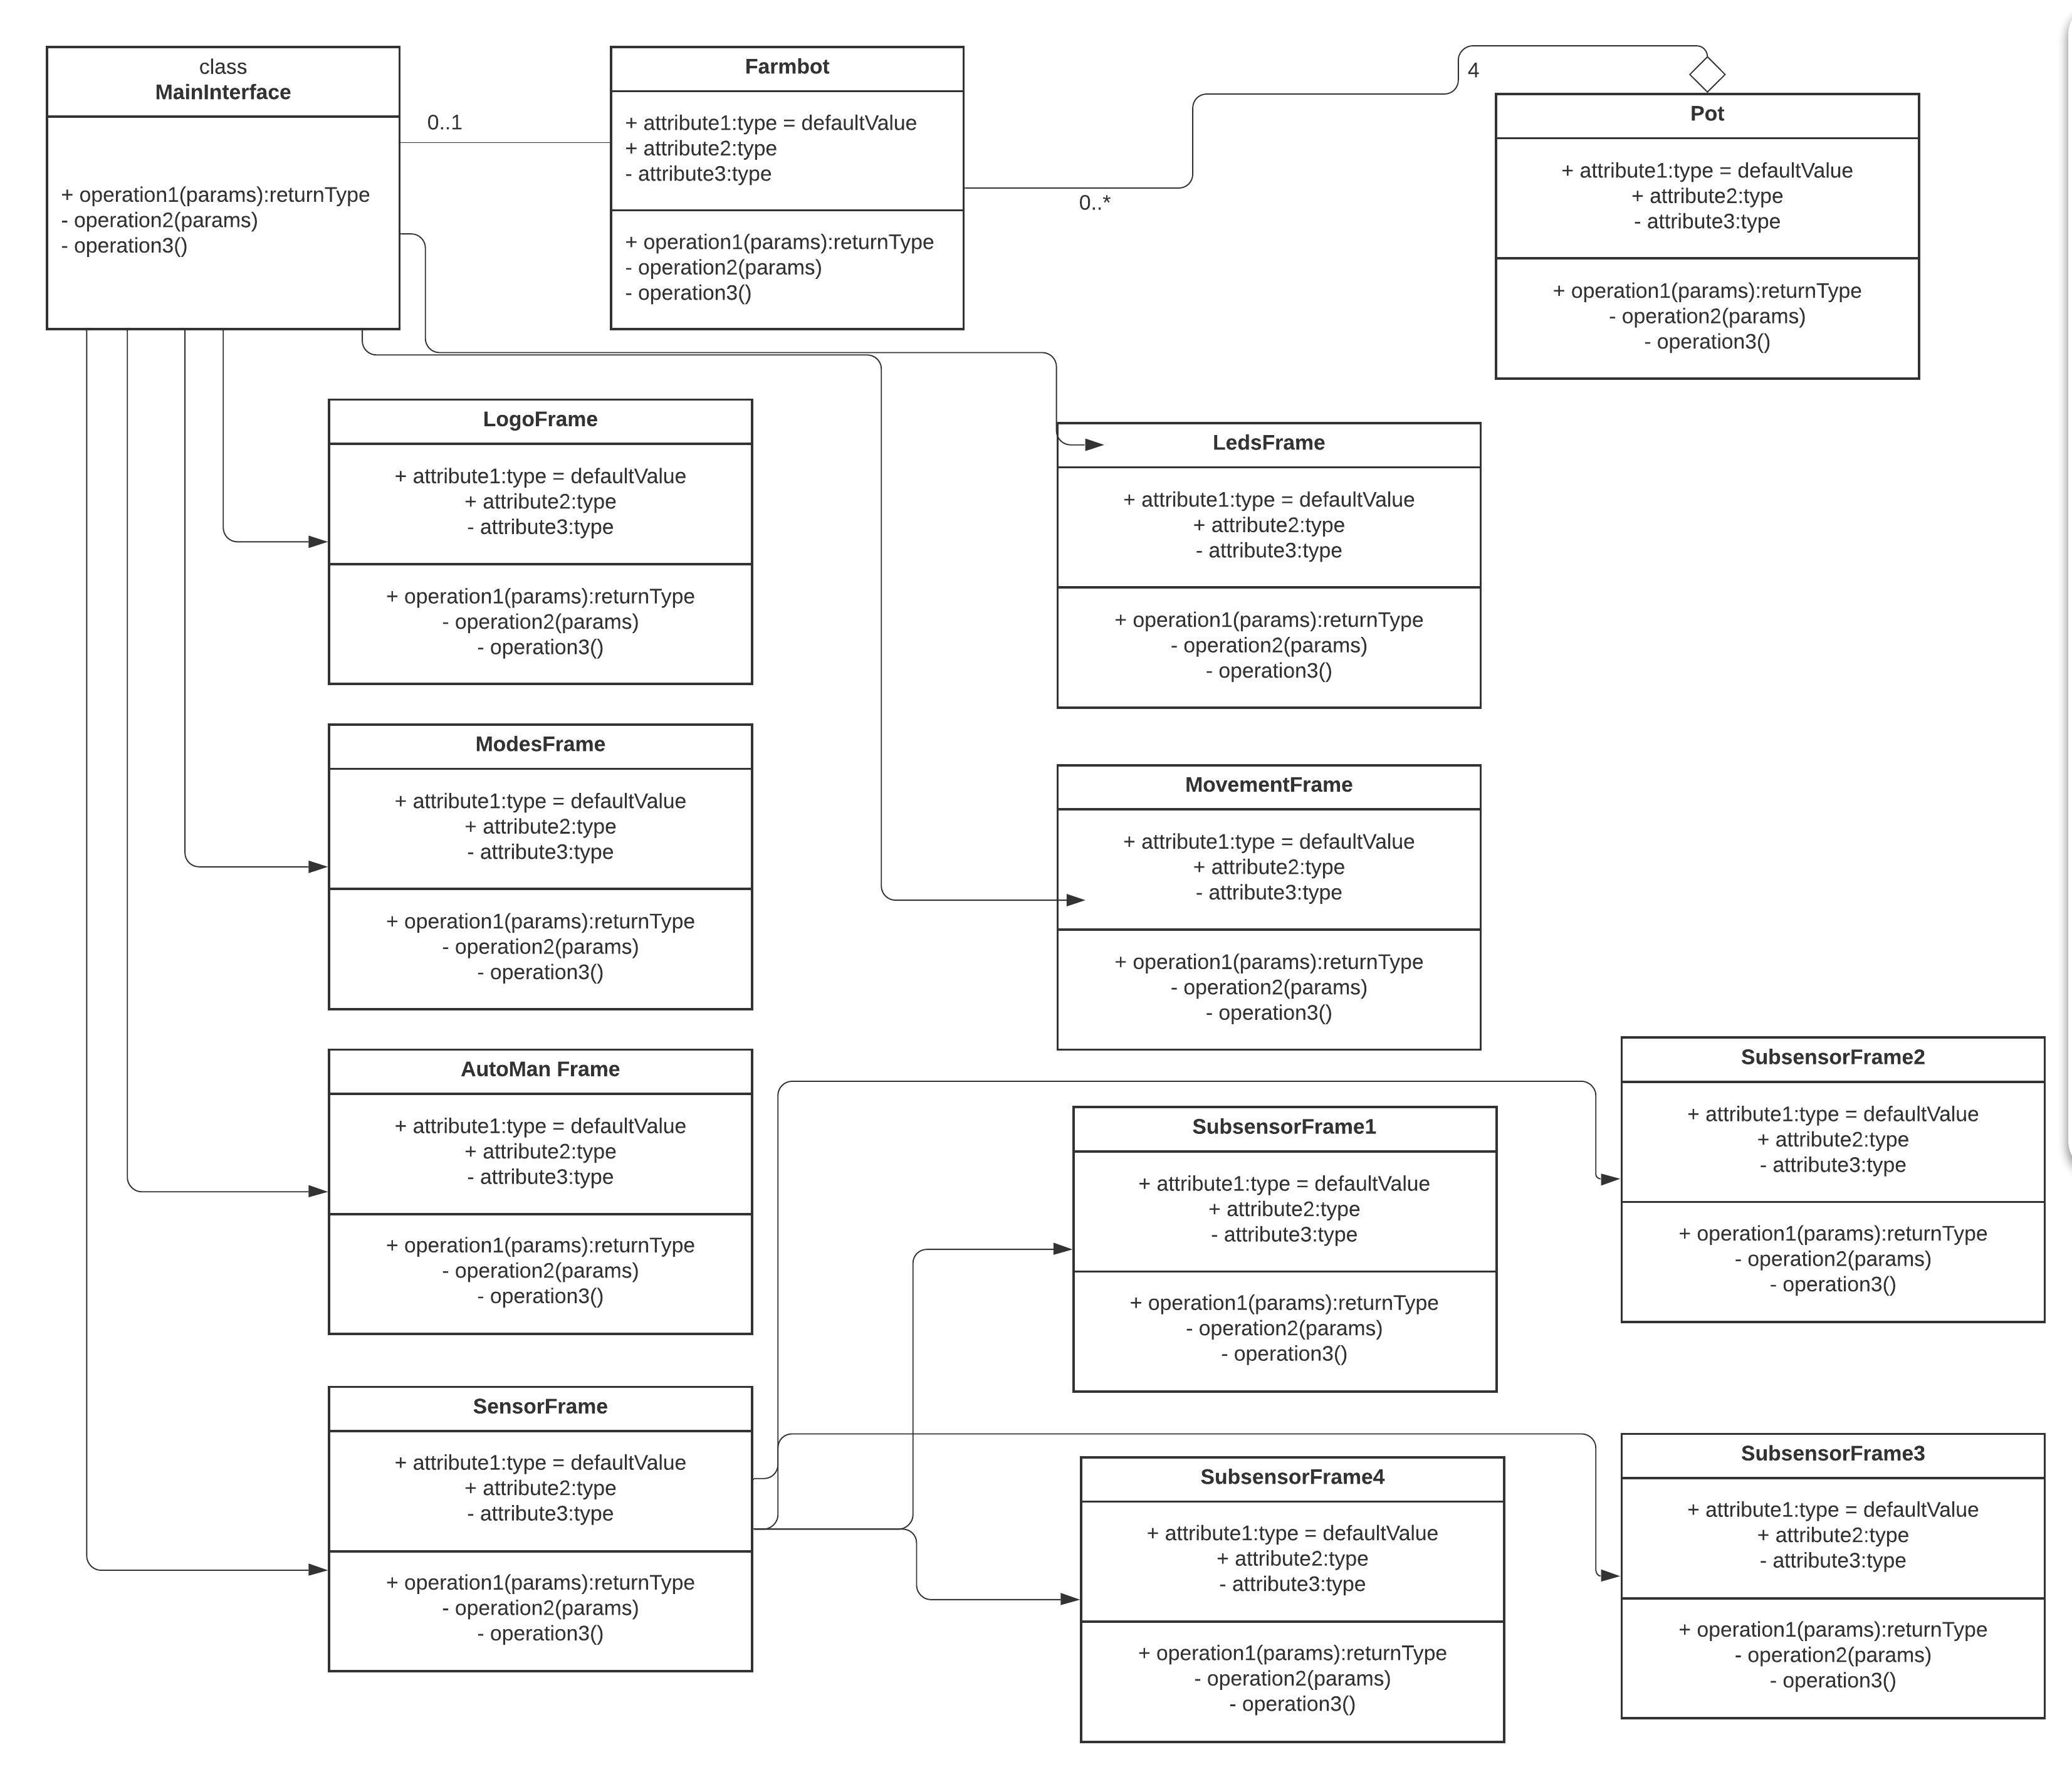 class
MainInterface
+ operation1(params):returnType
- operation2(params)
- operation3()
0..1
Farmbot
+ attribute1:type = defaultValue
+ attribute2:type
- attribute3:type
+ operation1(params):returnType
- operation2(params)
- operation3()
0..*
4
Pot
+ attribute1:type = defaultValue
+ attribute2:type
- attribute3:type
+ operation1(params):returnType
- operation2(params)
- operation3()
LogoFrame
+ attribute1:type = defaultValue
+ attribute2:type
- attribute3:type
+ operation1(params):returnType
- operation2(params)
- operation3()
LedsFrame
+ attribute1:type = defaultValue
+ attribute2:type
- attribute3:type
+ operation1(params):returnType
- operation2(params)
- operation3()
ModesFrame
+ attribute1:type = defaultValue
+ attribute2:type
- attribute3:type
+ operation1(params):returnType
- operation2(params)
- operation3()
MovementFrame
+ attribute1:type = defaultValue
+ attribute2:type
- attribute3:type
+ operation1(params):returnType
- operation2(params)
- operation3()
AutoMan Frame
+ attribute1:type = defaultValue
+ attribute2:type
- attribute3:type
+ operation1(params):returnType
- operation2(params)
- operation3()
SubsensorFrame1
+ attribute1:type = defaultValue
+ attribute2:type
- attribute3:type
+ operation1(params):returnType
- operation2(params)
- operation3()
SubsensorFrame2
+ attribute1:type = defaultValue
+ attribute2:type
- attribute3:type
+ operation1(params):returnType
- operation2(params)
- operation3()
SensorFrame
+ attribute1:type = defaultValue
+ attribute2:type
- attribute3:type
+ operation1(params):returnType
- operation2(params)
- operation3()
SubsensorFrame4
+ attribute1:type = defaultValue
+ attribute2:type
- attribute3:type
+ operation1(params):returnType
- operation2(params)
- operation3()
SubsensorFrame3
+ attribute1:type = defaultValue
+ attribute2:type
- attribute3:type
+ operation1(params):returnType
- operation2(params)
- operation3()